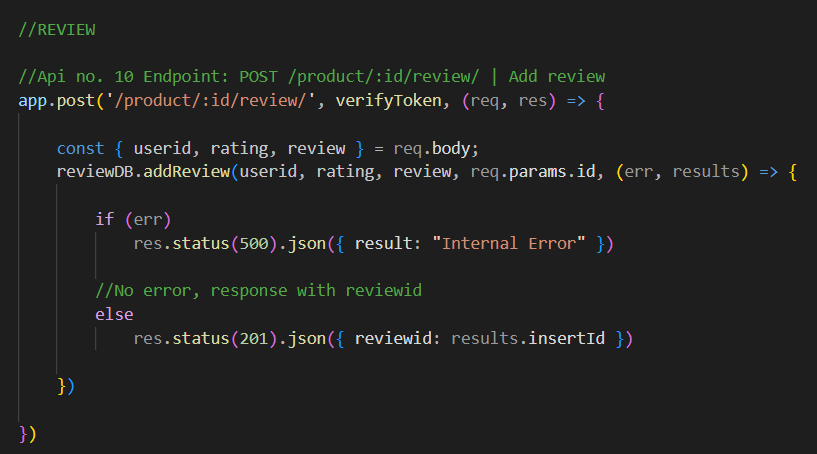 //REVIEW
//Api no. 10 Endpoint: POST /product/:id/review/ | Add review
app.post('/product/:id/review/', verifyToken, (req, res) => {
const { userid, rating, review } = req.body;
reviewDB.addReview(userid, rating, review, req.params.id, (err, results) => {
if (err)
res.status(500).json({ result: "Internal Error" })
//No error, response with reviewid
else
res.status(201).json({ reviewid: results.insertId })
})
})